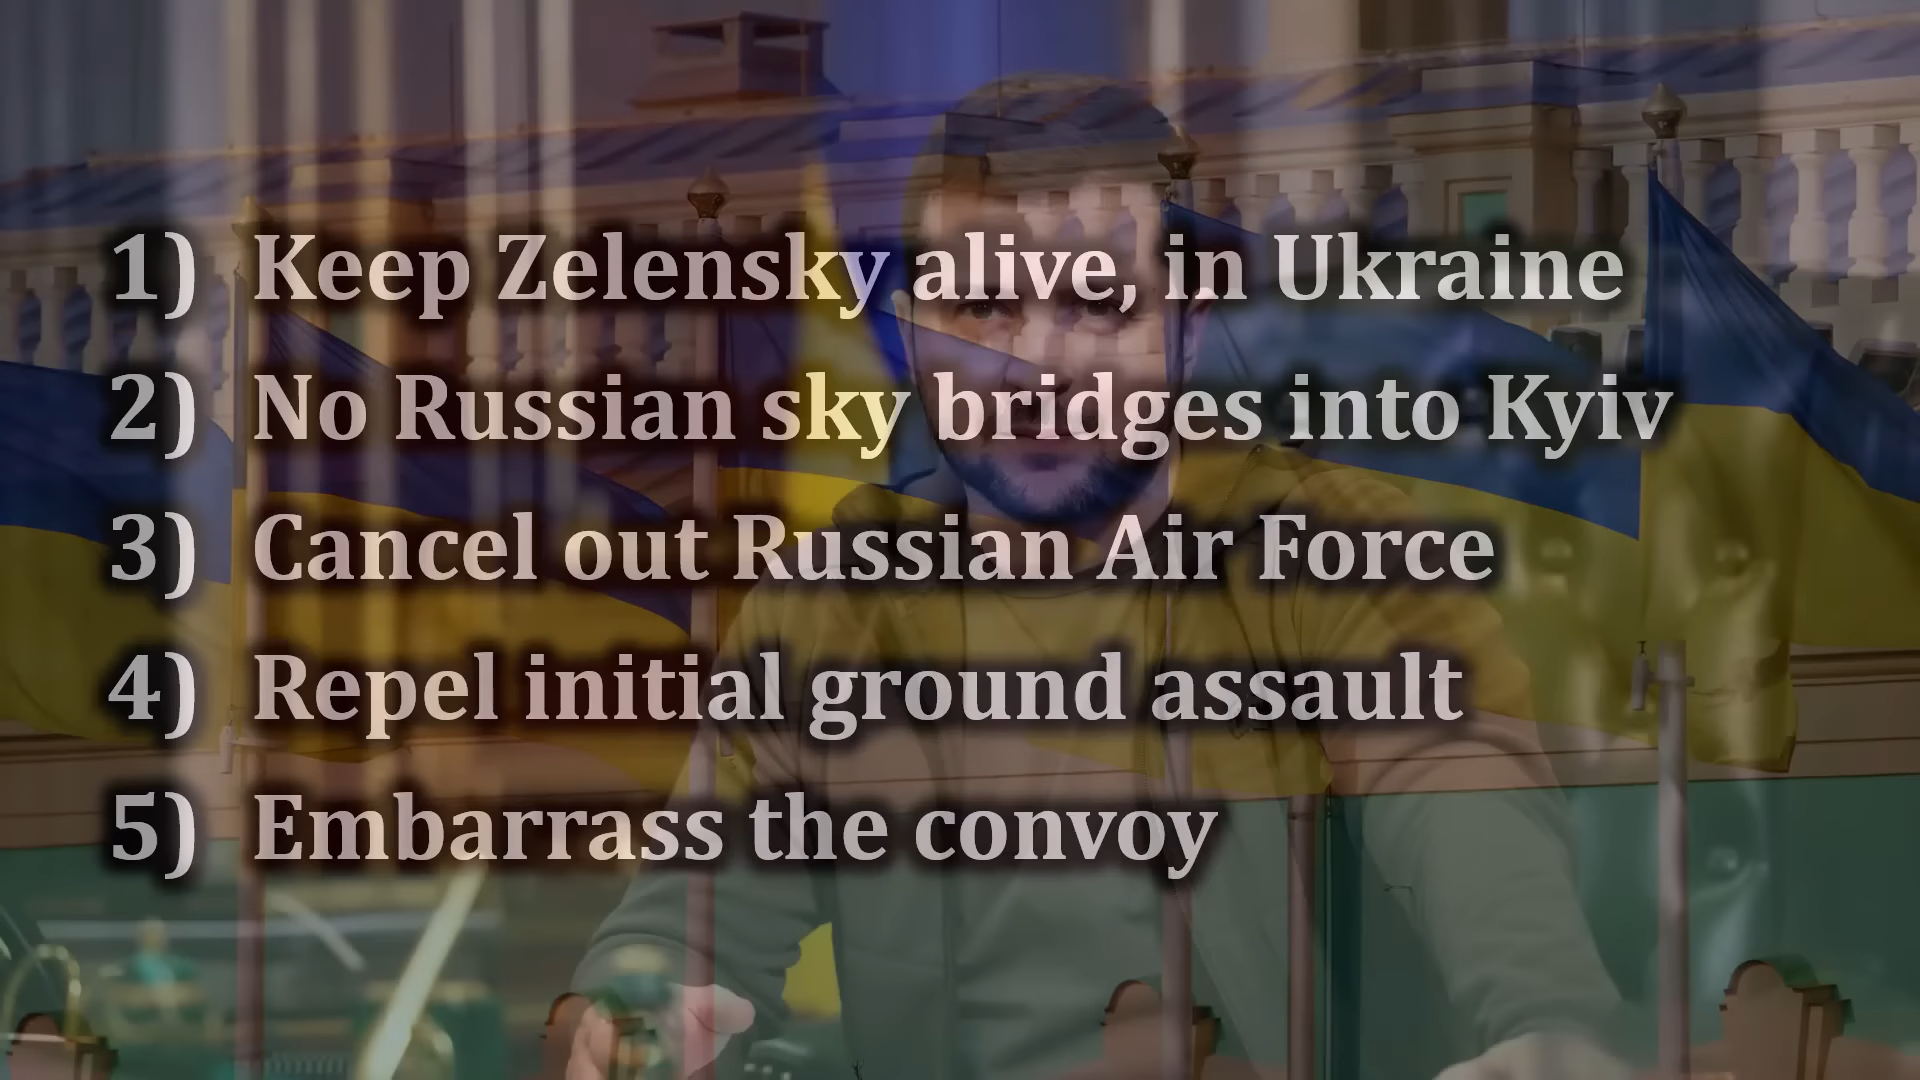 1) Keep Zelensky alive, in Ukraine
2) No Russian sky bridges into Kyiv
3) Cancel out Russian Air Force
4) Repel initial ground assault
5) Embarrass the convoy